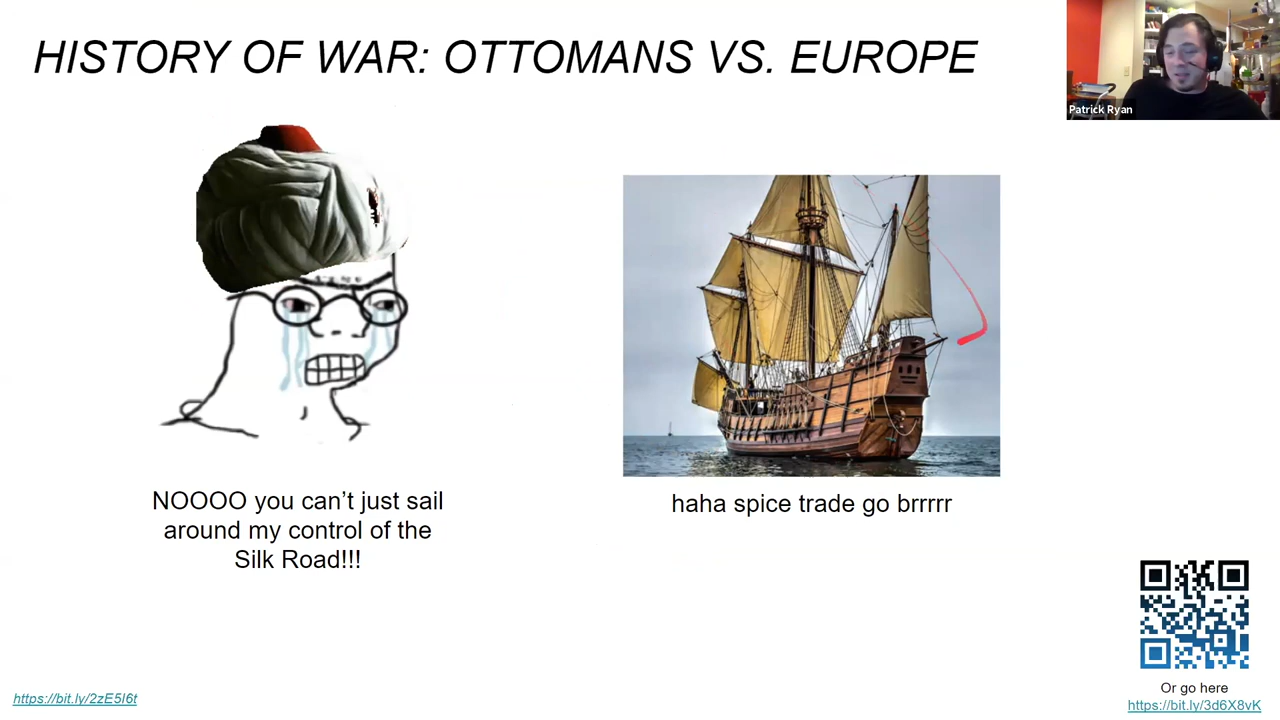 HISTORY OF WAR: OTTOMANS VS. EUROPE
Patrick Ryan
NOOOO you can’t just sail
around my control of the
Silk Road!!!
haha spice trade go brrrrr
https://bit.ly/2zE5I6t
Or go here
https://bit.ly/3d6X8vK